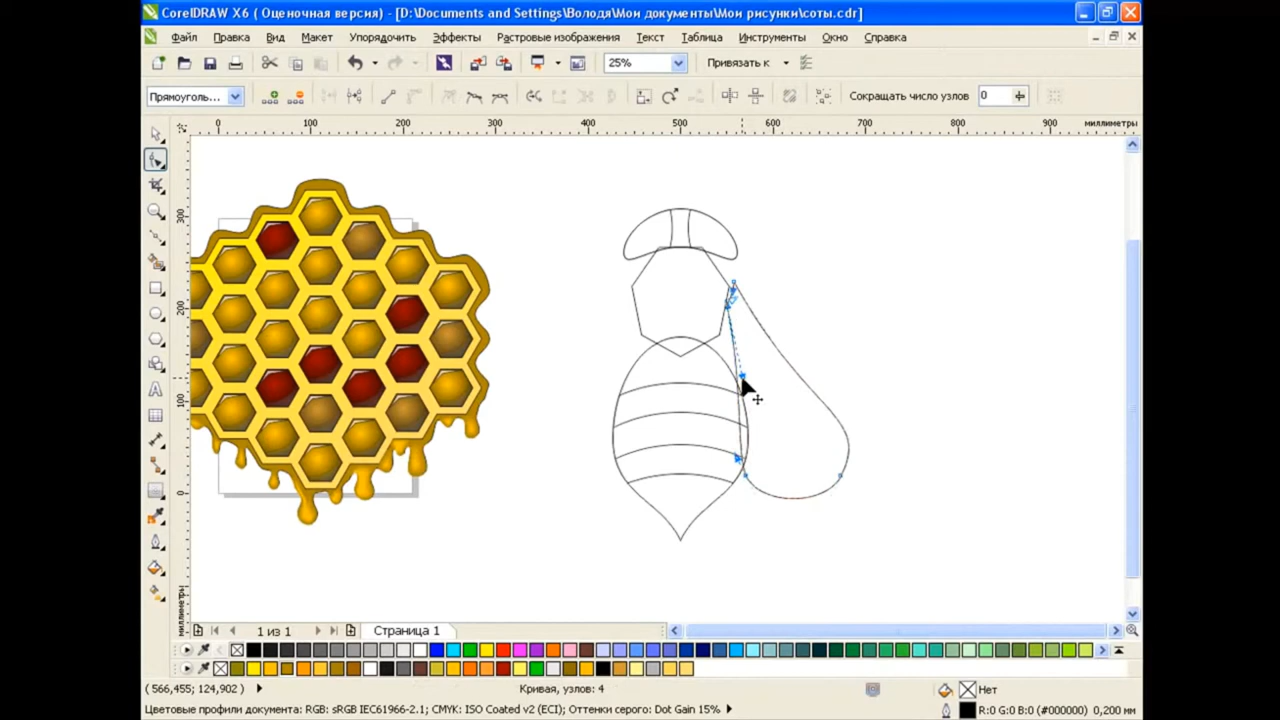 CorelDRAW X6 ( Оценочная версия) - [D:\Documents and Settings\Володя\Мои документы\Мои рисунки\соты.cdr]
Файл Правка Вид Макет Упорядочить Эффекты Растровые изображения Текст Таблица Инструменты Окно Справка
25% Привязать к
Прямоуголь... Сокращать число узлов 0
0 100 200 300 400 500 600 700 800 900 миллиметры
300
200
100
0
миллиметры
1 из 1 Страница 1
( 566,455; 124,902 ) Кривая, узлов: 4 Нет
Цветовые профили документа: RGB: sRGB IEC61966-2.1; CMYK: ISO Coated v2 (ECI); Оттенки серого: Dot Gain 15% R:0 G:0 B:0 (#000000) 0,200 мм